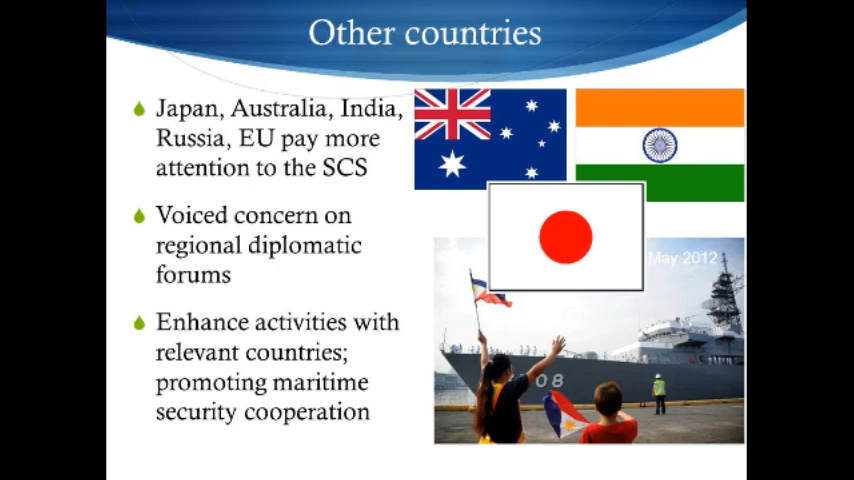 Other countries
Japan, Australia, India,
Russia, EU pay more
attention to the SCS
Voiced concern on
regional diplomatic
forums
Enhance activities with
relevant countries;
promoting maritime
security cooperation
May 2012
08